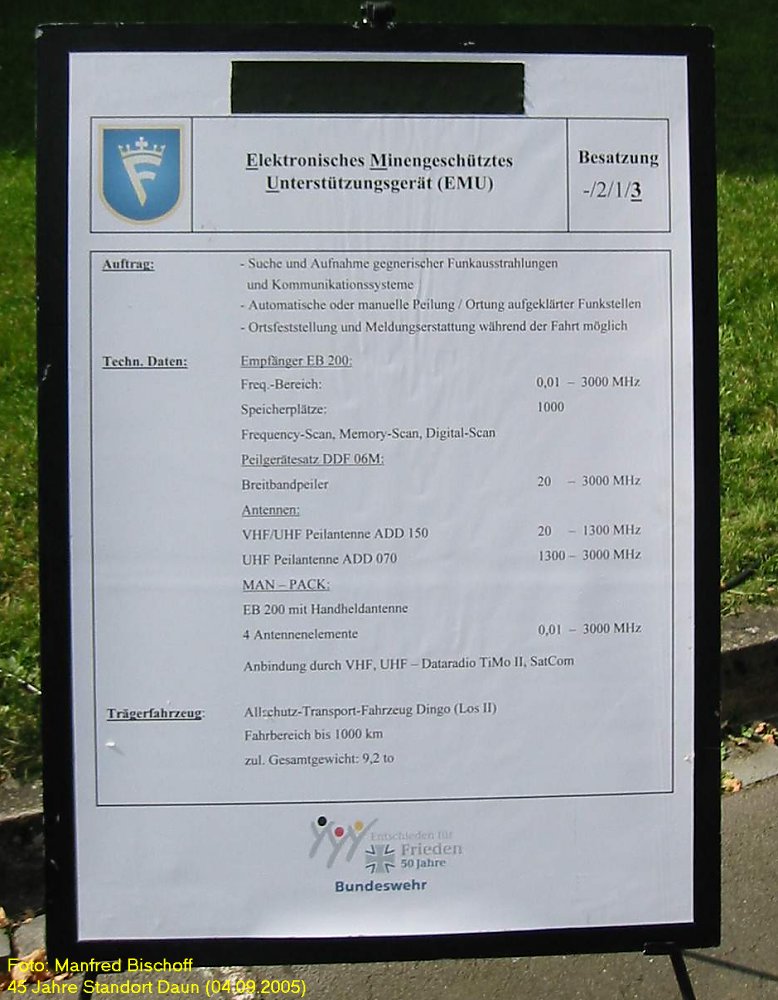 Elektronisches Minengeschütztes
Unterstützungsgerät (EMU)
Besatzung
-/2/1/3
Auftrag:
- Suche und Aufnahme gegnerischer Funkausstrahlungen
und Kommunikationssysteme
- Automatische oder manuelle Peilung / Ortung aufgeklärter Funkstellen
- Ortsfeststellung und Meldungserstattung während der Fahrt möglich
Techn. Daten: Empfänger EB 200:
Freq.-Bereich: 0,01 – 3000 MHz
Speicherplätze: 1000
Frequency-Scan, Memory-Scan, Digital-Scan
Peilgerätesatz DDF 06M:
Breitbandpeiler 20 – 3000 MHz
Antennen:
VHF/UHF Peilantenne ADD 150 20 – 1300 MHz
UHF Peilantenne ADD 070 1300 – 3000 MHz
MAN – PACK:
EB 200 mit Handheldantenne
4 Antennenelemente 0,01 – 3000 MHz
Anbindung durch VHF, UHF – Dataradio TiMo II, SatCom
Trägerfahrzeug: Allschutz-Transport-Fahrzeug Dingo (Los II)
Fahrbereich bis 1000 km
zul. Gesamtgewicht: 9,2 to
Entschieden für
Frieden
50 Jahre
Bundeswehr
Foto: Manfred Bischoff
45 Jahre Standort Daun (04.09.2005)